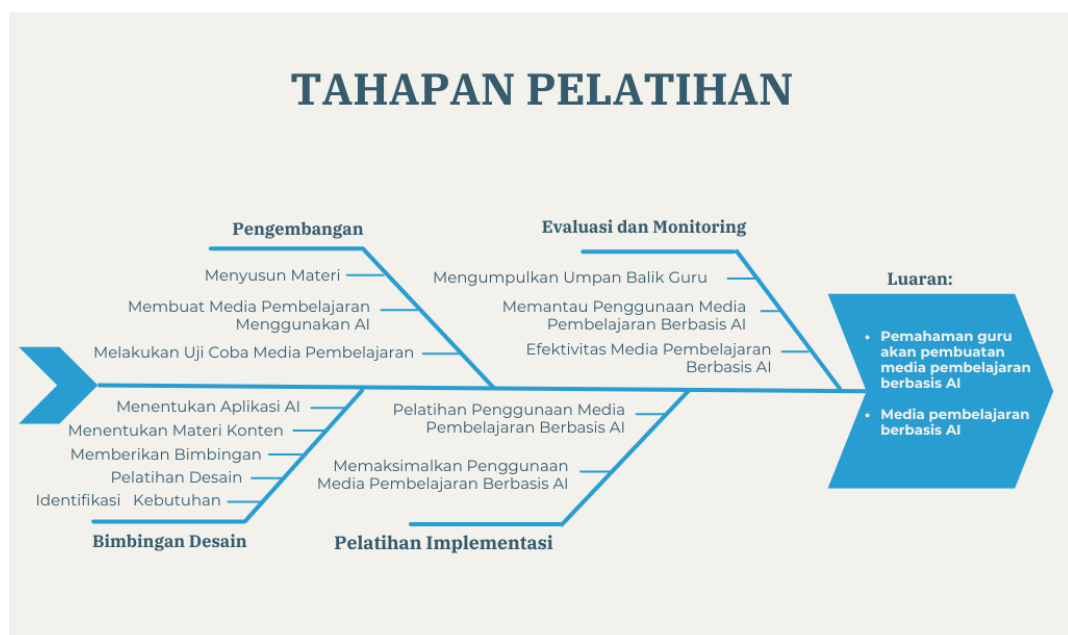 TAHAPAN PELATIHAN
Pengembangan
Menyusun Materi
Membuat Media Pembelajaran
Menggunakan AI
Melakukan Uji Coba Media Pembelajaran
Evaluasi dan Monitoring
Mengumpulkan Umpan Balik Guru
Memantau Penggunaan Media
Pembelajaran Berbasis AI
Efektivitas Media Pembelajaran
Berbasis AI
Menentukan Aplikasi AI
Menentukan Materi Konten
Memberikan Bimbingan
Pelatihan Desain
Identifikasi Kebutuhan
Bimbingan Desain
Pelatihan Penggunaan Media
Pembelajaran Berbasis AI
Memaksimalkan Penggunaan
Media Pembelajaran Berbasis AI
Pelatihan Implementasi
Luaran:
• Pemahaman guru
akan pembuatan
media pembelajaran
berbasis AI
• Media pembelajaran
berbasis AI